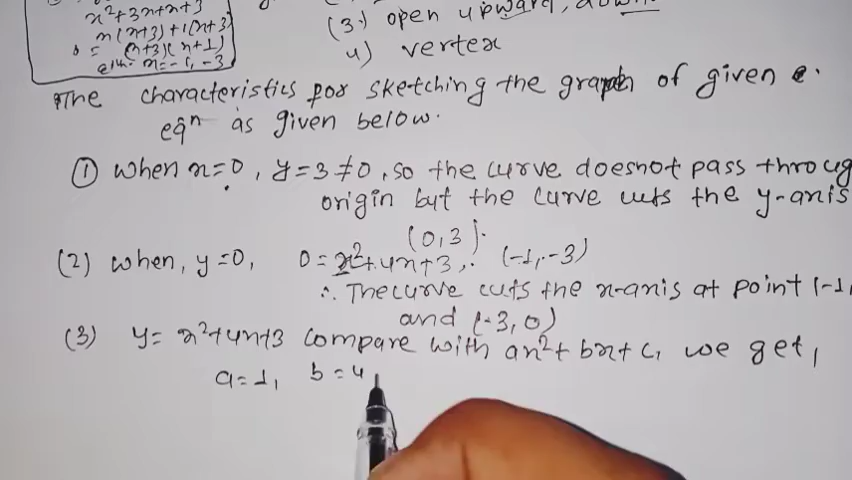 x²+3x+x+3
x(x+3)+1(x+3)
0 = (x+3)(x+1)
x=-1,-3
(3.) open upward, down
4) vertex
The characteristics for sketching the graph of given e.
eqⁿ as given below.
① when x=0, y=3≠0, so the curve doesnot pass throug
origin but the curve cuts the y-axis
(0,3).
(2) when, y=0, 0=x²+4x+3, (-1,-3)
∴ The curve cuts the x-axis at point (-1,
and (-3,0)
(3) y=x²+4x+3 compare with ax²+bx+c, we get,
a=1, b=4